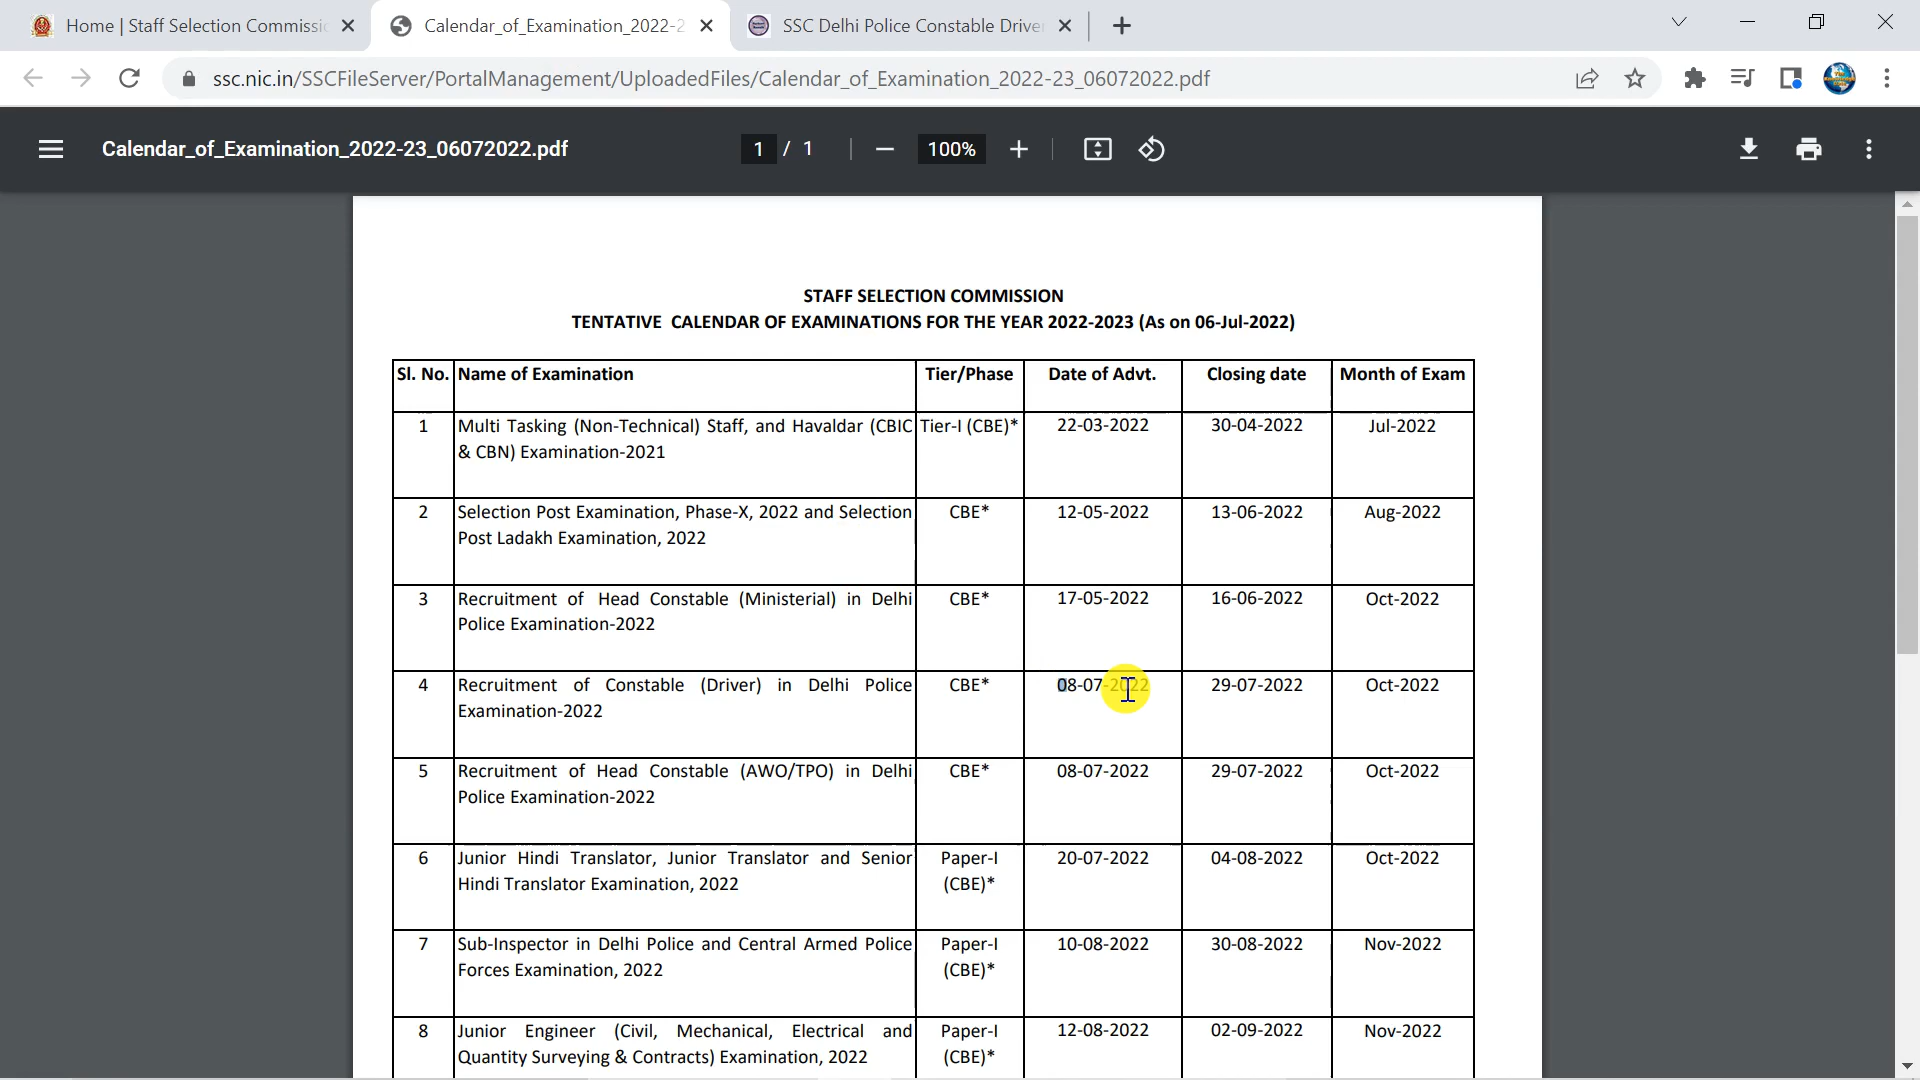 Home | Staff Selection Commissi
Calendar_of_Examination_2022-2
SSC Delhi Police Constable Drive
ssc.nic.in/SSCFileServer/PortalManagement/UploadedFiles/Calendar_of_Examination_2022-23_06072022.pdf
Calendar_of_Examination_2022-23_06072022.pdf
1 / 1
100%
STAFF SELECTION COMMISSION
TENTATIVE CALENDAR OF EXAMINATIONS FOR THE YEAR 2022-2023 (As on 06-Jul-2022)
Sl. No. Name of Examination Tier/Phase Date of Advt. Closing date Month of Exam
1 Multi Tasking (Non-Technical) Staff, and Havaldar (CBIC Tier-I (CBE)* 22-03-2022 30-04-2022 Jul-2022
& CBN) Examination-2021
2 Selection Post Examination, Phase-X, 2022 and Selection CBE* 12-05-2022 13-06-2022 Aug-2022
Post Ladakh Examination, 2022
3 Recruitment of Head Constable (Ministerial) in Delhi CBE* 17-05-2022 16-06-2022 Oct-2022
Police Examination-2022
4 Recruitment of Constable (Driver) in Delhi Police CBE* 08-07-2022 29-07-2022 Oct-2022
Examination-2022
5 Recruitment of Head Constable (AWO/TPO) in Delhi CBE* 08-07-2022 29-07-2022 Oct-2022
Police Examination-2022
6 Junior Hindi Translator, Junior Translator and Senior Paper-I 20-07-2022 04-08-2022 Oct-2022
Hindi Translator Examination, 2022 (CBE)*
7 Sub-Inspector in Delhi Police and Central Armed Police Paper-I 10-08-2022 30-08-2022 Nov-2022
Forces Examination, 2022 (CBE)*
8 Junior Engineer (Civil, Mechanical, Electrical and Paper-I 12-08-2022 02-09-2022 Nov-2022
Quantity Surveying & Contracts) Examination, 2022 (CBE)*